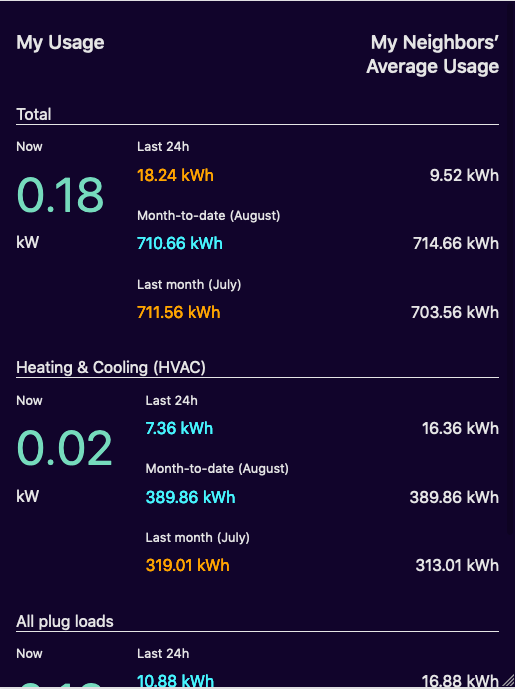 My Usage
My Neighbors’
Average Usage
Total
Now
Last 24h
0.18
18.24 kWh
9.52 kWh
Month-to-date (August)
kW
710.66 kWh
714.66 kWh
Last month (July)
711.56 kWh
703.56 kWh
Heating & Cooling (HVAC)
Now
Last 24h
0.02
7.36 kWh
16.36 kWh
Month-to-date (August)
kW
389.86 kWh
389.86 kWh
Last month (July)
319.01 kWh
313.01 kWh
All plug loads
Now
Last 24h
10.88 kWh
16.88 kWh